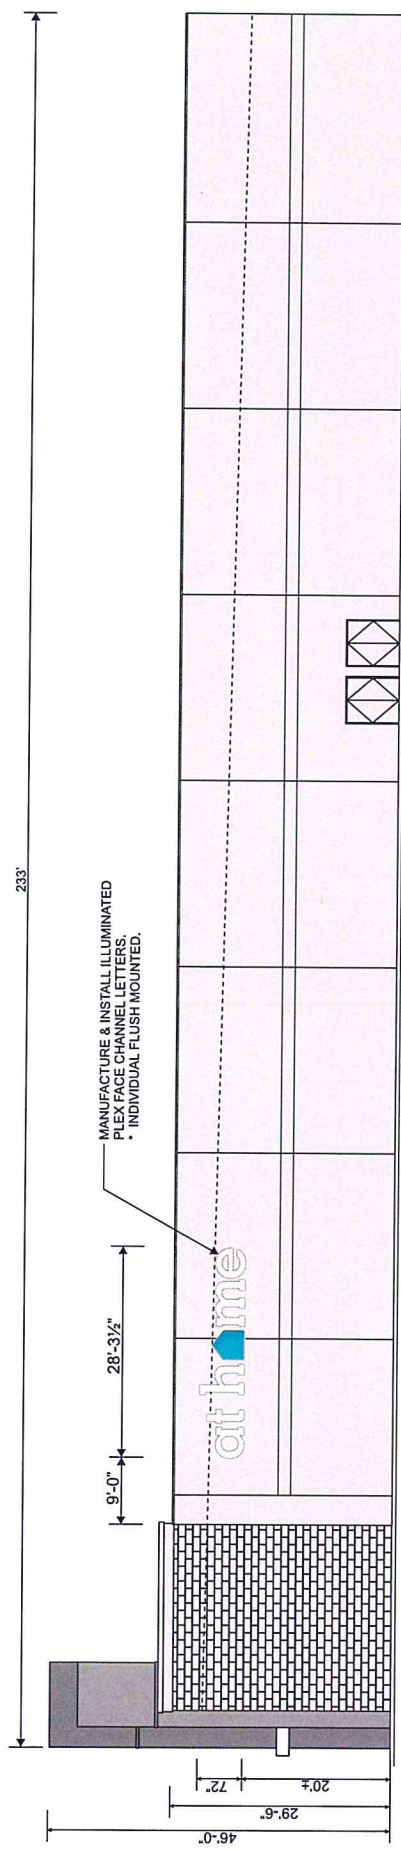 233'
MANUFACTURE & INSTALL ILLUMINATED
PLEX FACE CHANNEL LETTERS.
* INDIVIDUAL FLUSH MOUNTED.
9'-0"
28'-3½"
at home
72"
20'±
29'-6"
46'-0"